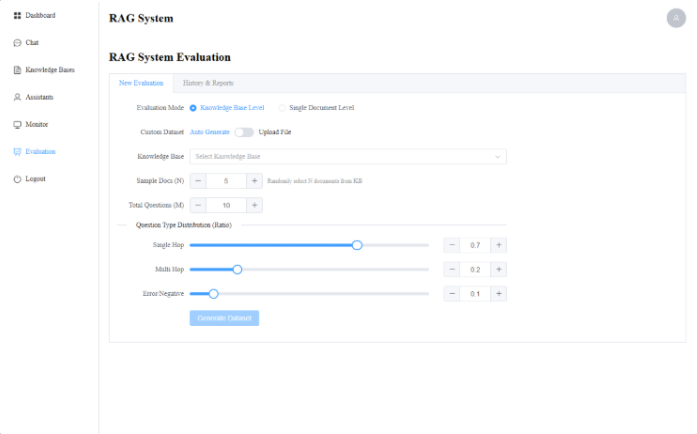 Dashboard
Chat
Knowledge Bases
Assistants
Monitor
Evaluation
Logout
RAG System
RAG System Evaluation
New Evaluation History & Reports
Evaluation Mode Knowledge Base Level Single Document Level
Custom Dataset Auto Generate Upload File
Knowledge Base Select Knowledge Base
Sample Docs (N) − 5 + Randomly select N documents from KB
Total Questions (M) − 10 +
Question Type Distribution (Ratio)
Single Hop − 0.7 +
Multi Hop − 0.2 +
Error/Negative − 0.1 +
Generate Dataset